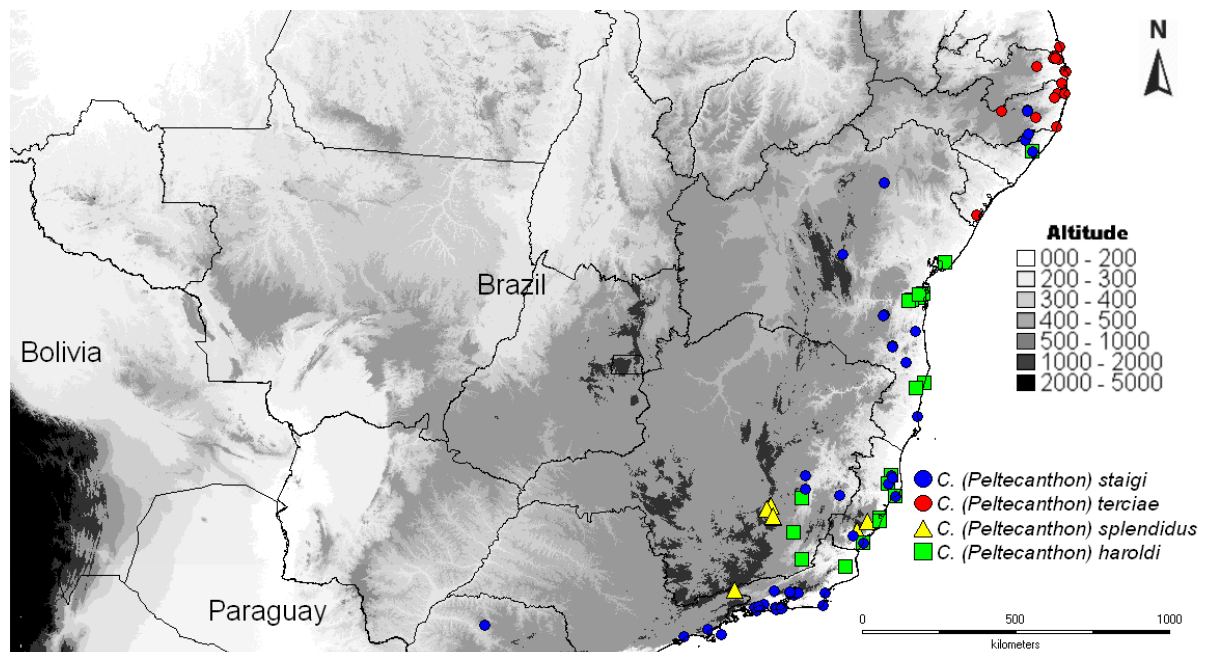 N
Altitude
000 - 200
200 - 300
300 - 400
400 - 500
500 - 1000
1000 - 2000
2000 - 5000
Brazil
Bolivia
Paraguay
C. (Peltecanthon) staigi
C. (Peltecanthon) terciae
C. (Peltecanthon) splendidus
C. (Peltecanthon) haroldi
0 500 1000
kilometers